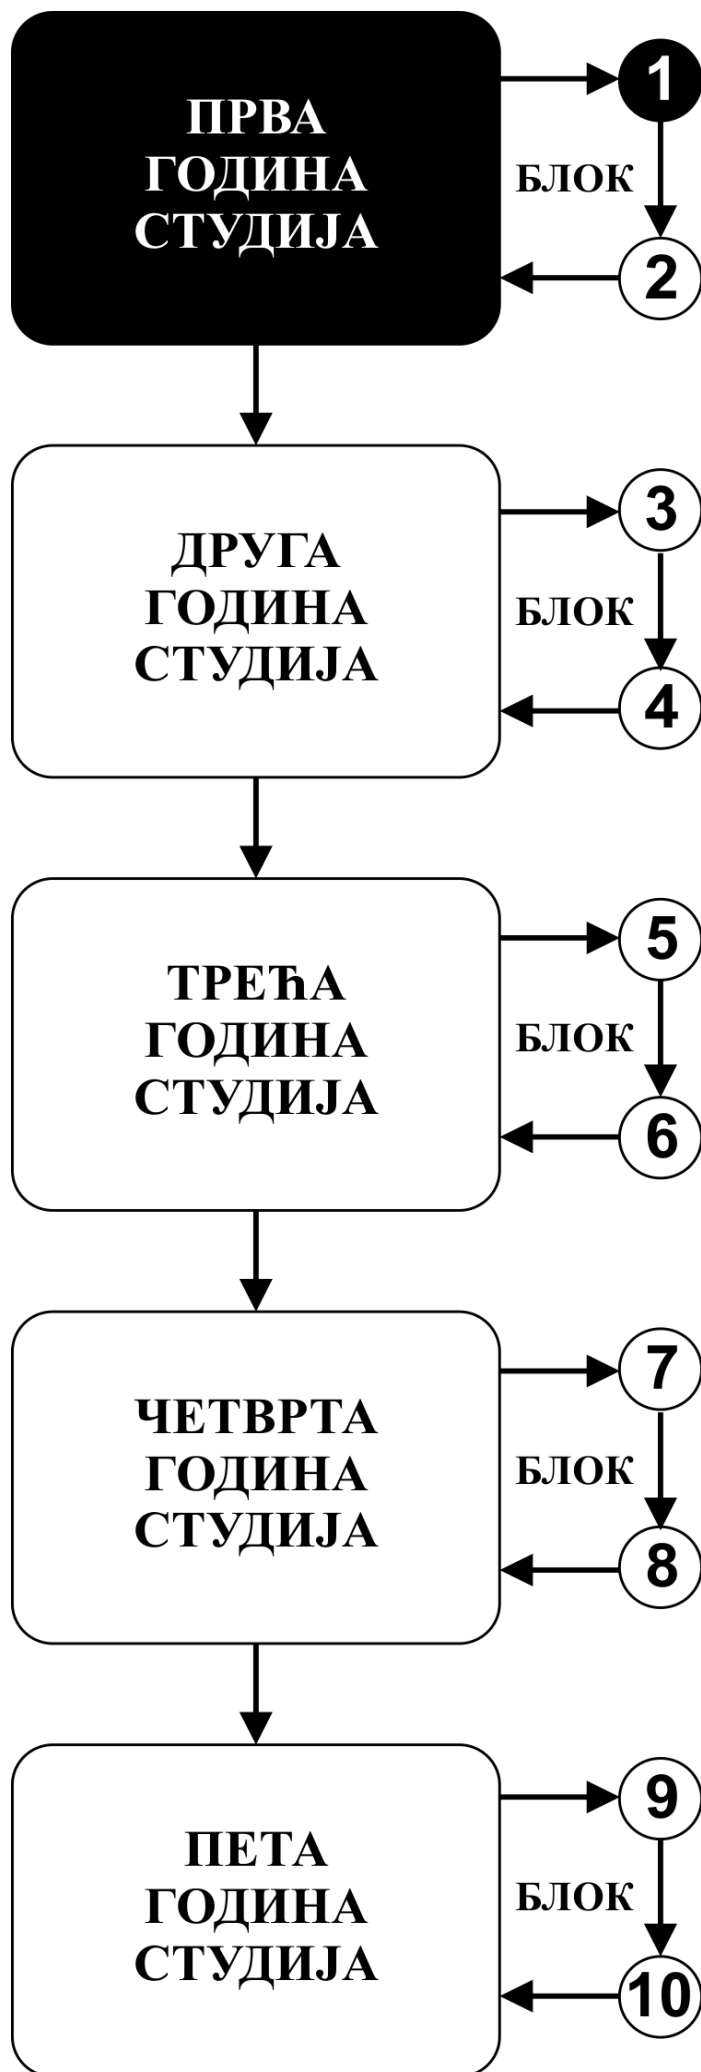 ПРВА
ГОДИНА
СТУДИЈА
1
БЛОК
2
ДРУГА
ГОДИНА
СТУДИЈА
3
БЛОК
4
ТРЕЋА
ГОДИНА
СТУДИЈА
5
БЛОК
6
ЧЕТВРТА
ГОДИНА
СТУДИЈА
7
БЛОК
8
ПЕТА
ГОДИНА
СТУДИЈА
9
БЛОК
10